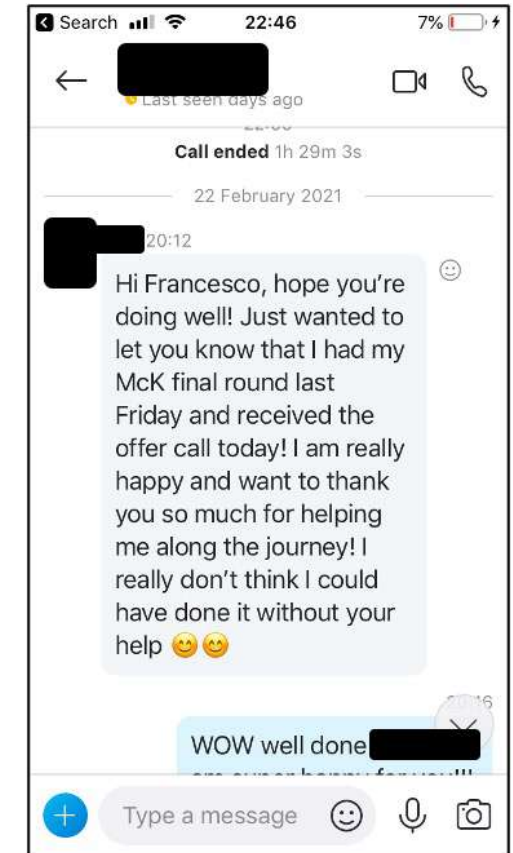 Search 22:46 7%
Last seen days ago
Call ended 1h 29m 3s
22 February 2021
20:12
Hi Francesco, hope you're
doing well! Just wanted to
let you know that I had my
McK final round last
Friday and received the
offer call today! I am really
happy and want to thank
you so much for helping
me along the journey! I
really don't think I could
have done it without your
help 😊😊
WOW well done
Type a message